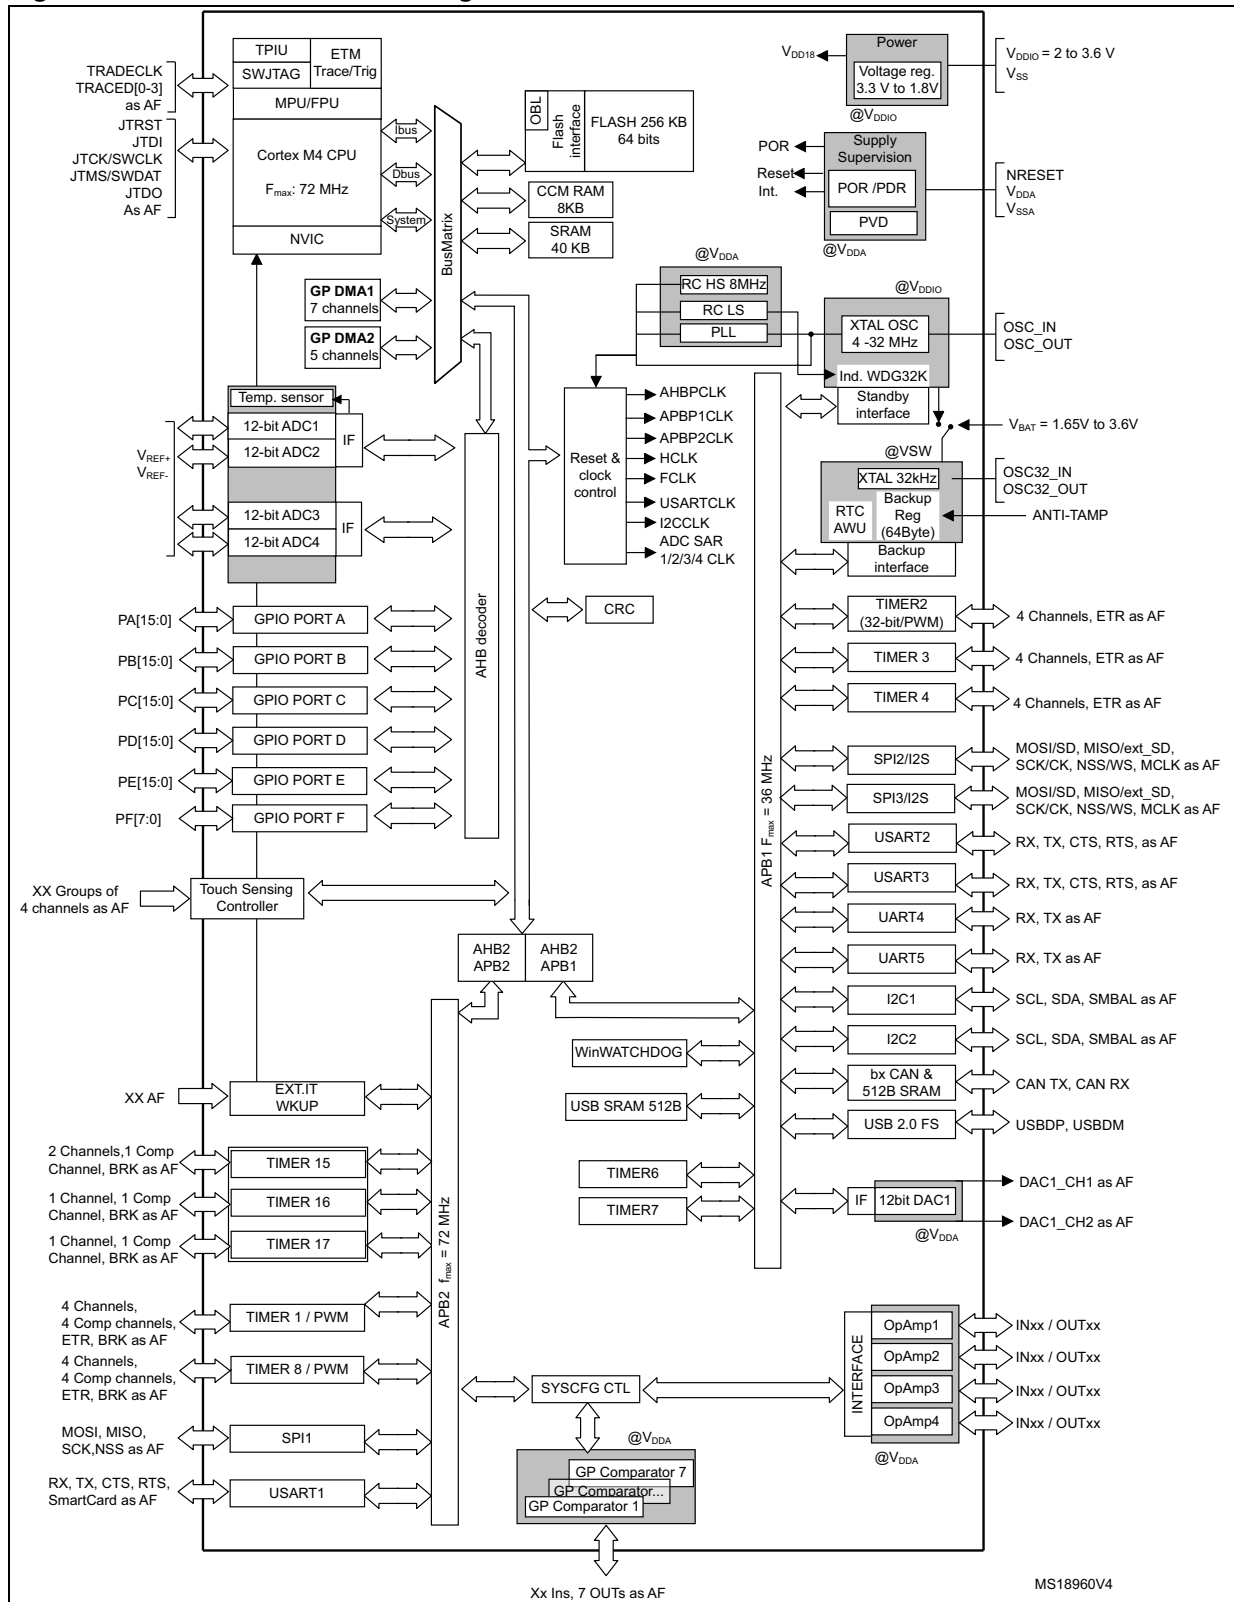 TPIU
SWJTAG
ETM
Trace/Trig
MPU/FPU
Cortex M4 CPU
Fmax: 72 MHz
NVIC
TRADECLK
TRACED[0-3]
as AF
JTRST
JTDI
JTCK/SWCLK
JTMS/SWDAT
JTDO
As AF
Ibus
Dbus
System
BusMatrix
OBL
Flash
interface
FLASH 256 KB
64 bits
CCM RAM
8KB
SRAM
40 KB
GP DMA1
7 channels
GP DMA2
5 channels
VDD18
Power
Voltage reg.
3.3 V to 1.8V
@VDDIO
VDDIO = 2 to 3.6 V
VSS
POR
Reset
Int.
Supply
Supervision
POR /PDR
PVD
@VDDA
NRESET
VDDA
VSSA
@VDDA
RC HS 8MHz
RC LS
PLL
@VDDIO
XTAL OSC
4 -32 MHz
Ind. WDG32K
Standby
interface
OSC_IN
OSC_OUT
VBAT = 1.65V to 3.6V
@VSW
XTAL 32kHz
RTC
AWU
Backup
Reg
(64Byte)
Backup
interface
OSC32_IN
OSC32_OUT
ANTI-TAMP
Reset &
clock
control
AHBPCLK
APBP1CLK
APBP2CLK
HCLK
FCLK
USARTCLK
I2CCLK
ADC SAR
1/2/3/4 CLK
Temp. sensor
12-bit ADC1
12-bit ADC2
IF
VREF+
VREF-
12-bit ADC3
12-bit ADC4
IF
AHB decoder
CRC
PA[15:0]
GPIO PORT A
PB[15:0]
GPIO PORT B
PC[15:0]
GPIO PORT C
PD[15:0]
GPIO PORT D
PE[15:0]
GPIO PORT E
PF[7:0]
GPIO PORT F
XX Groups of
4 channels as AF
Touch Sensing
Controller
AHB2
APB2
AHB2
APB1
APB1 Fmax = 36 MHz
TIMER2
(32-bit/PWM)
4 Channels, ETR as AF
TIMER 3
4 Channels, ETR as AF
TIMER 4
4 Channels, ETR as AF
SPI2/I2S
MOSI/SD, MISO/ext_SD,
SCK/CK, NSS/WS, MCLK as AF
SPI3/I2S
MOSI/SD, MISO/ext_SD,
SCK/CK, NSS/WS, MCLK as AF
USART2
RX, TX, CTS, RTS, as AF
USART3
RX, TX, CTS, RTS, as AF
UART4
RX, TX as AF
UART5
RX, TX as AF
I2C1
SCL, SDA, SMBAL as AF
I2C2
SCL, SDA, SMBAL as AF
bx CAN &
512B SRAM
CAN TX, CAN RX
USB 2.0 FS
USBDP, USBDM
WinWATCHDOG
USB SRAM 512B
TIMER6
TIMER7
IF
12bit DAC1
@VDDA
DAC1_CH1 as AF
DAC1_CH2 as AF
XX AF
EXT.IT
WKUP
2 Channels,1 Comp
Channel, BRK as AF
TIMER 15
1 Channel, 1 Comp
Channel, BRK as AF
TIMER 16
1 Channel, 1 Comp
Channel, BRK as AF
TIMER 17
4 Channels,
4 Comp channels,
ETR, BRK as AF
TIMER 1 / PWM
4 Channels,
4 Comp channels,
ETR, BRK as AF
TIMER 8 / PWM
MOSI, MISO,
SCK,NSS as AF
SPI1
RX, TX, CTS, RTS,
SmartCard as AF
USART1
APB2 fmax = 72 MHz
SYSCFG CTL
@VDDA
GP Comparator 7
GP Comparator...
GP Comparator 1
Xx Ins, 7 OUTs as AF
INTERFACE
OpAmp1
INxx / OUTxx
OpAmp2
INxx / OUTxx
OpAmp3
INxx / OUTxx
OpAmp4
INxx / OUTxx
@VDDA
MS18960V4